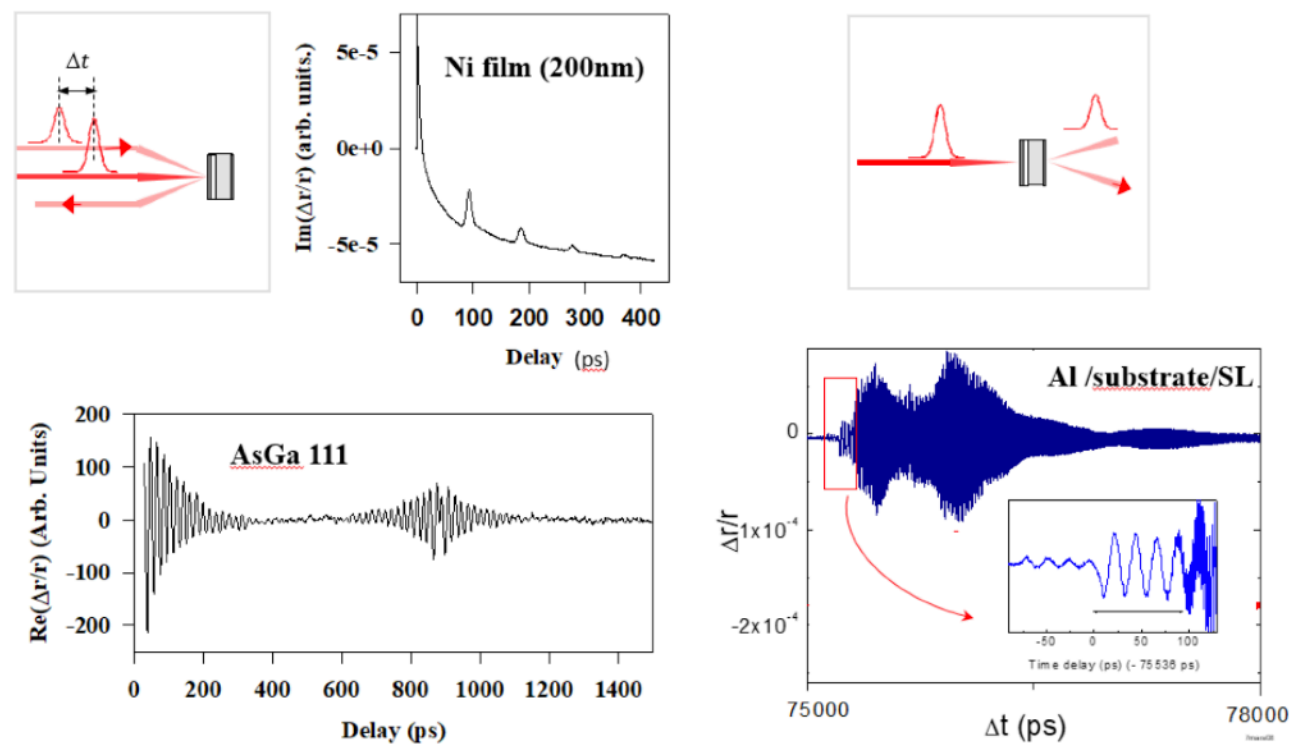 Δt
Ni film (200nm)
Im(Δr/r) (arb. units.)
5e-5
0e+0
-5e-5
0 100 200 300 400
Delay (ps)
AsGa 111
Re(Δr/r) (Arb. Units)
200
100
0
-100
-200
0 200 400 600 800 1000 1200 1400
Delay (ps)
Al /substrate/SL
Δr/r
0
1x10⁻⁴
-2x10⁻⁴
-50 0 50 100
Time delay (ps) (- 75536 ps)
75000 78000
Δt (ps)